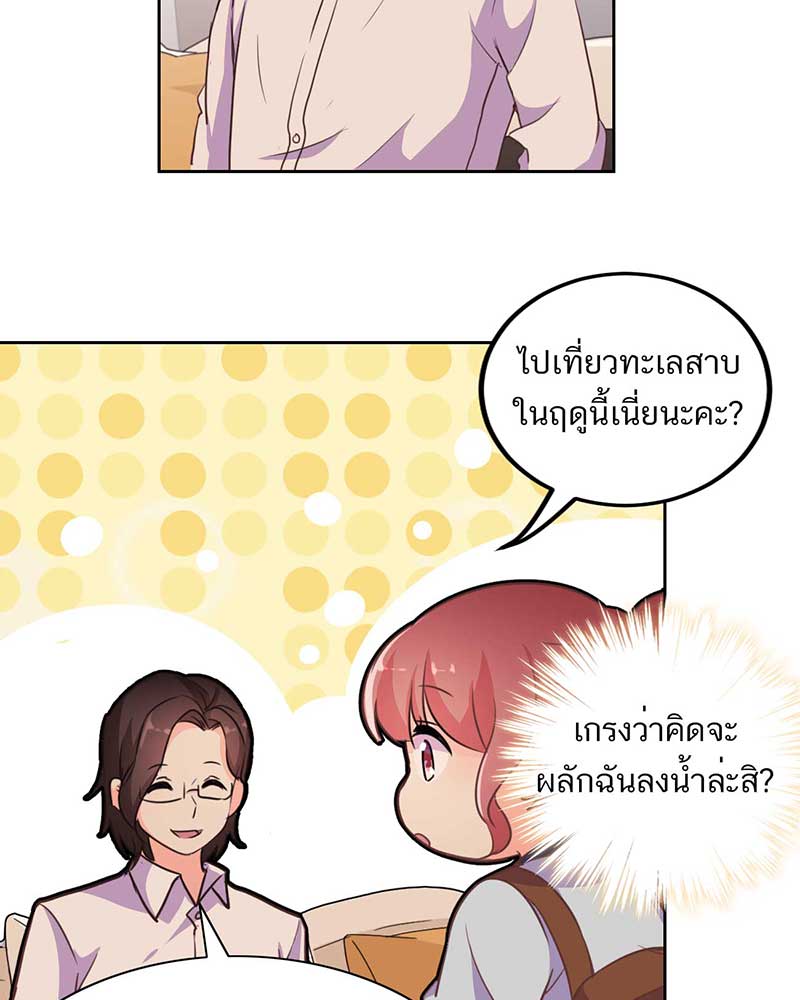 ไปเที่ยวทะเลสาบ
ในฤดูนี้เนี่ยนะคะ?
เกรงว่าคิดจะ
ผลักฉันลงน้ำล่ะสิ?